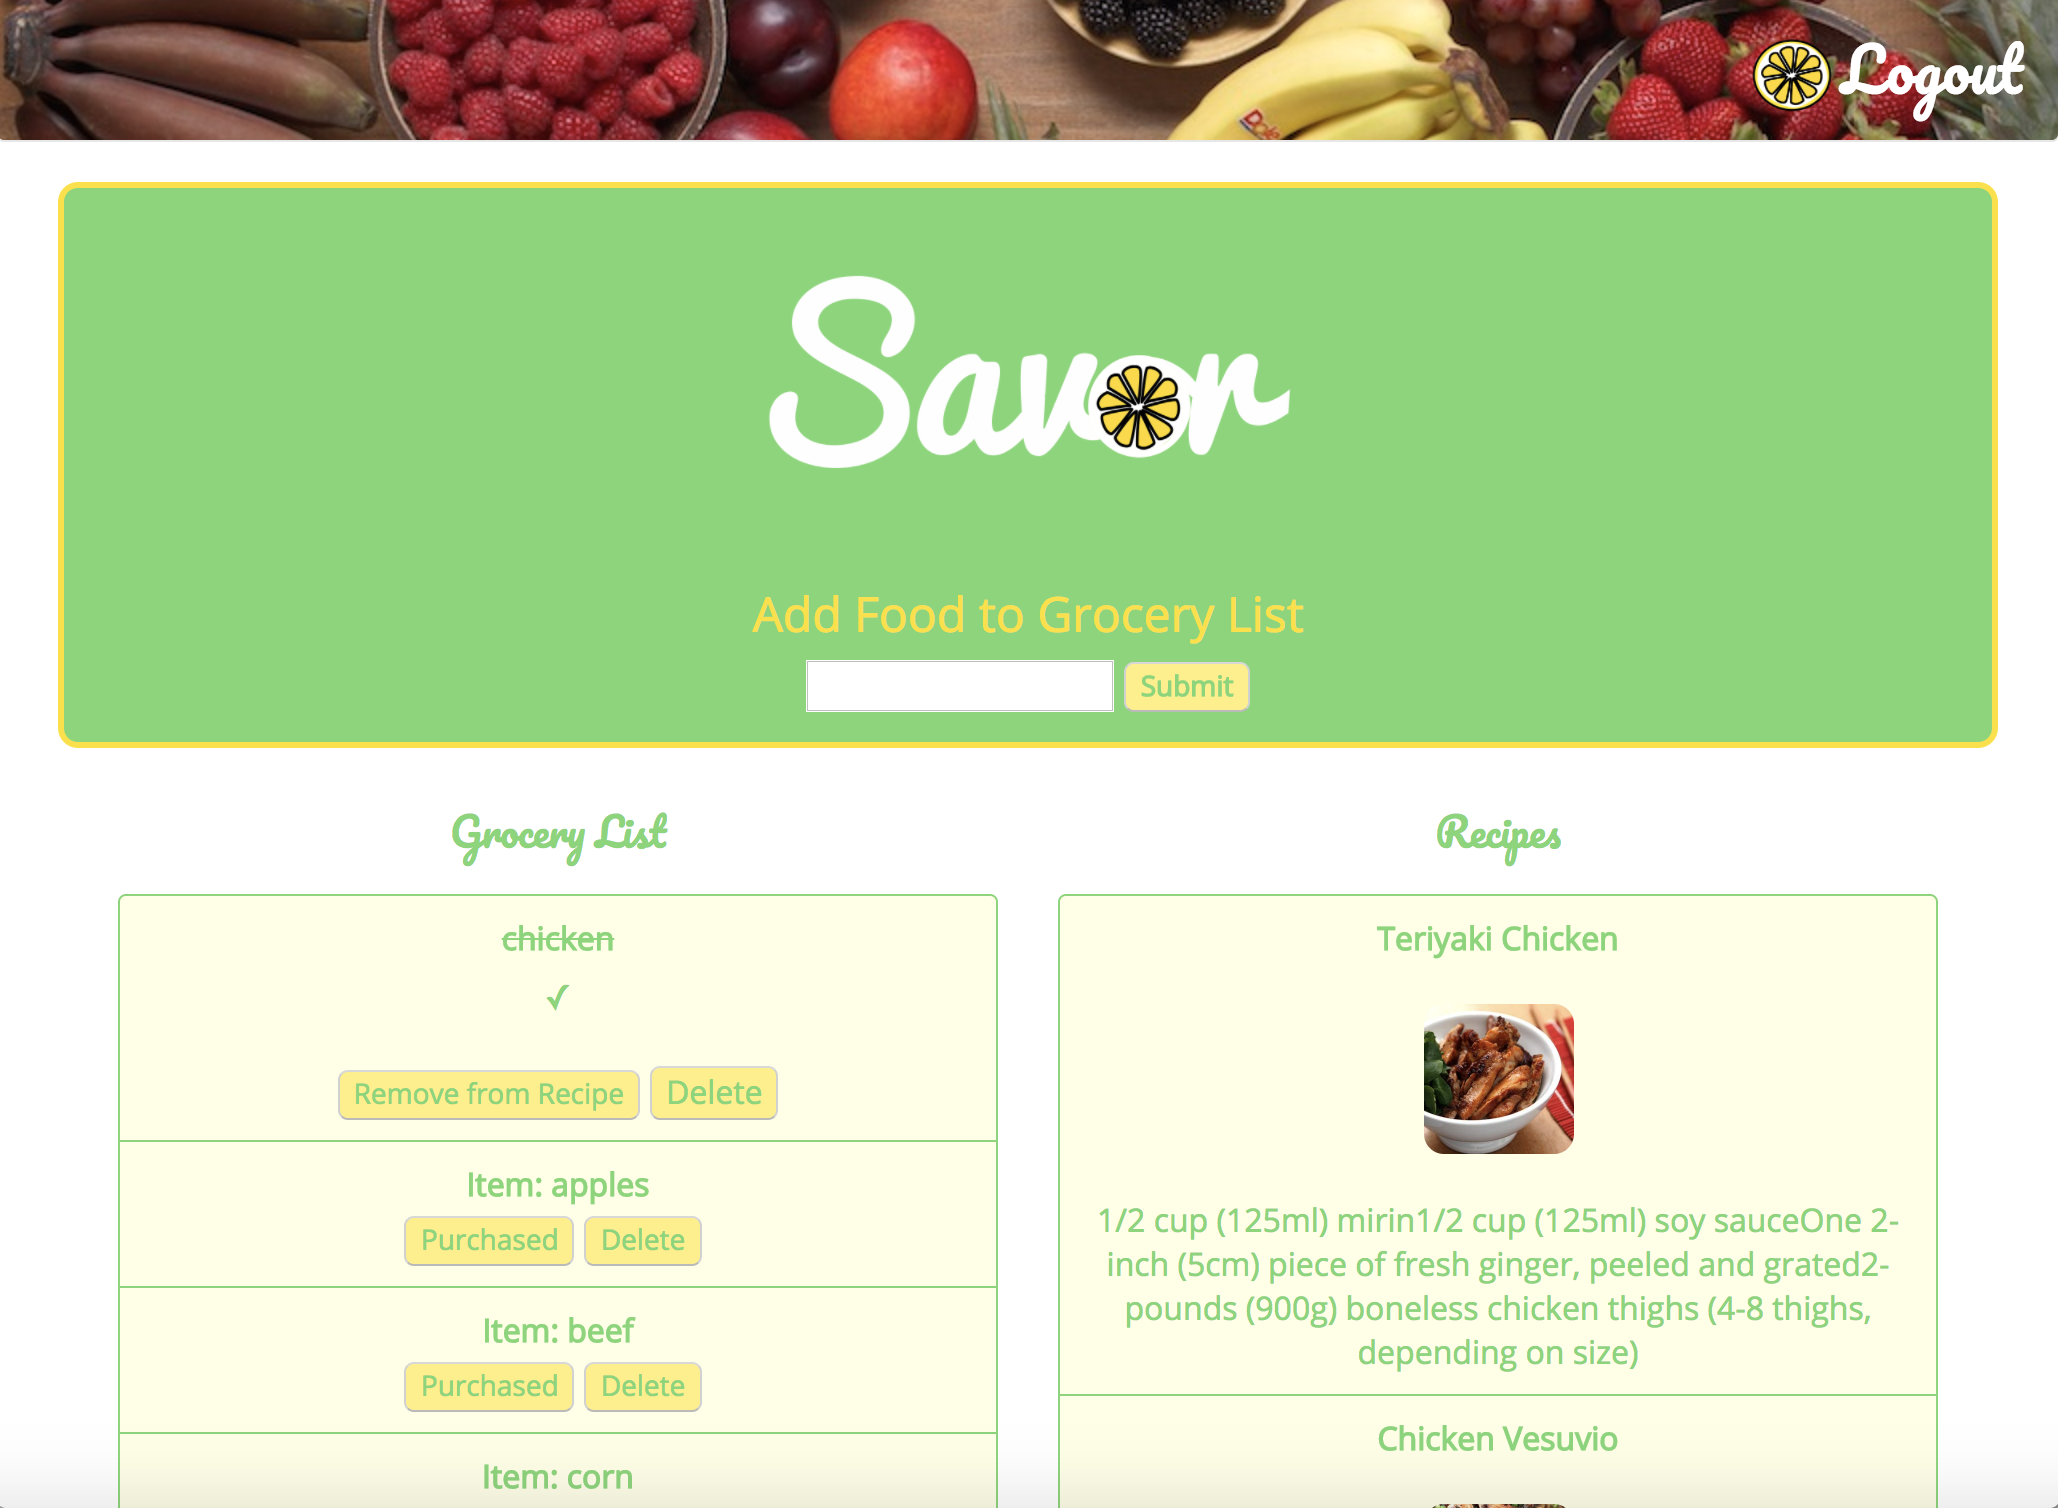 Logout
Savor
Add Food to Grocery List
Submit
Grocery List
chicken
✓
Remove from Recipe
Delete
Item: apples
Purchased
Delete
Item: beef
Purchased
Delete
Item: corn
Recipes
Teriyaki Chicken
1/2 cup (125ml) mirin1/2 cup (125ml) soy sauceOne 2-
inch (5cm) piece of fresh ginger, peeled and grated2-
pounds (900g) boneless chicken thighs (4-8 thighs,
depending on size)
Chicken Vesuvio
Dole